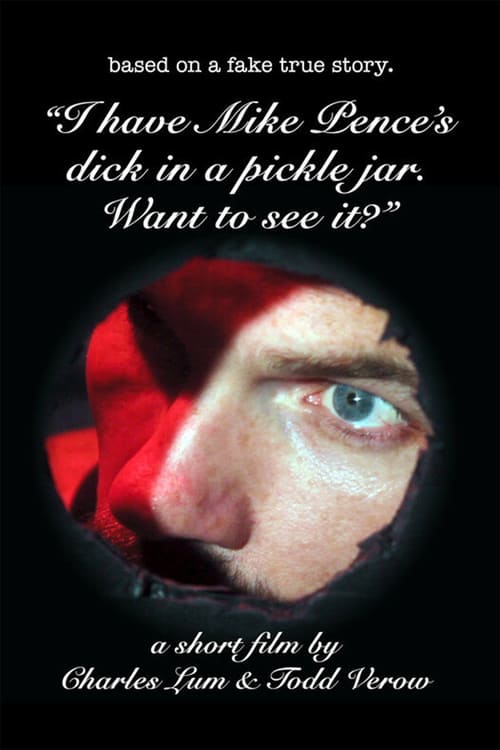 based on a fake true story.
“I have Mike Pence’s
dick in a pickle jar.
Want to see it?”
a short film by
Charles Lum & Todd Verow